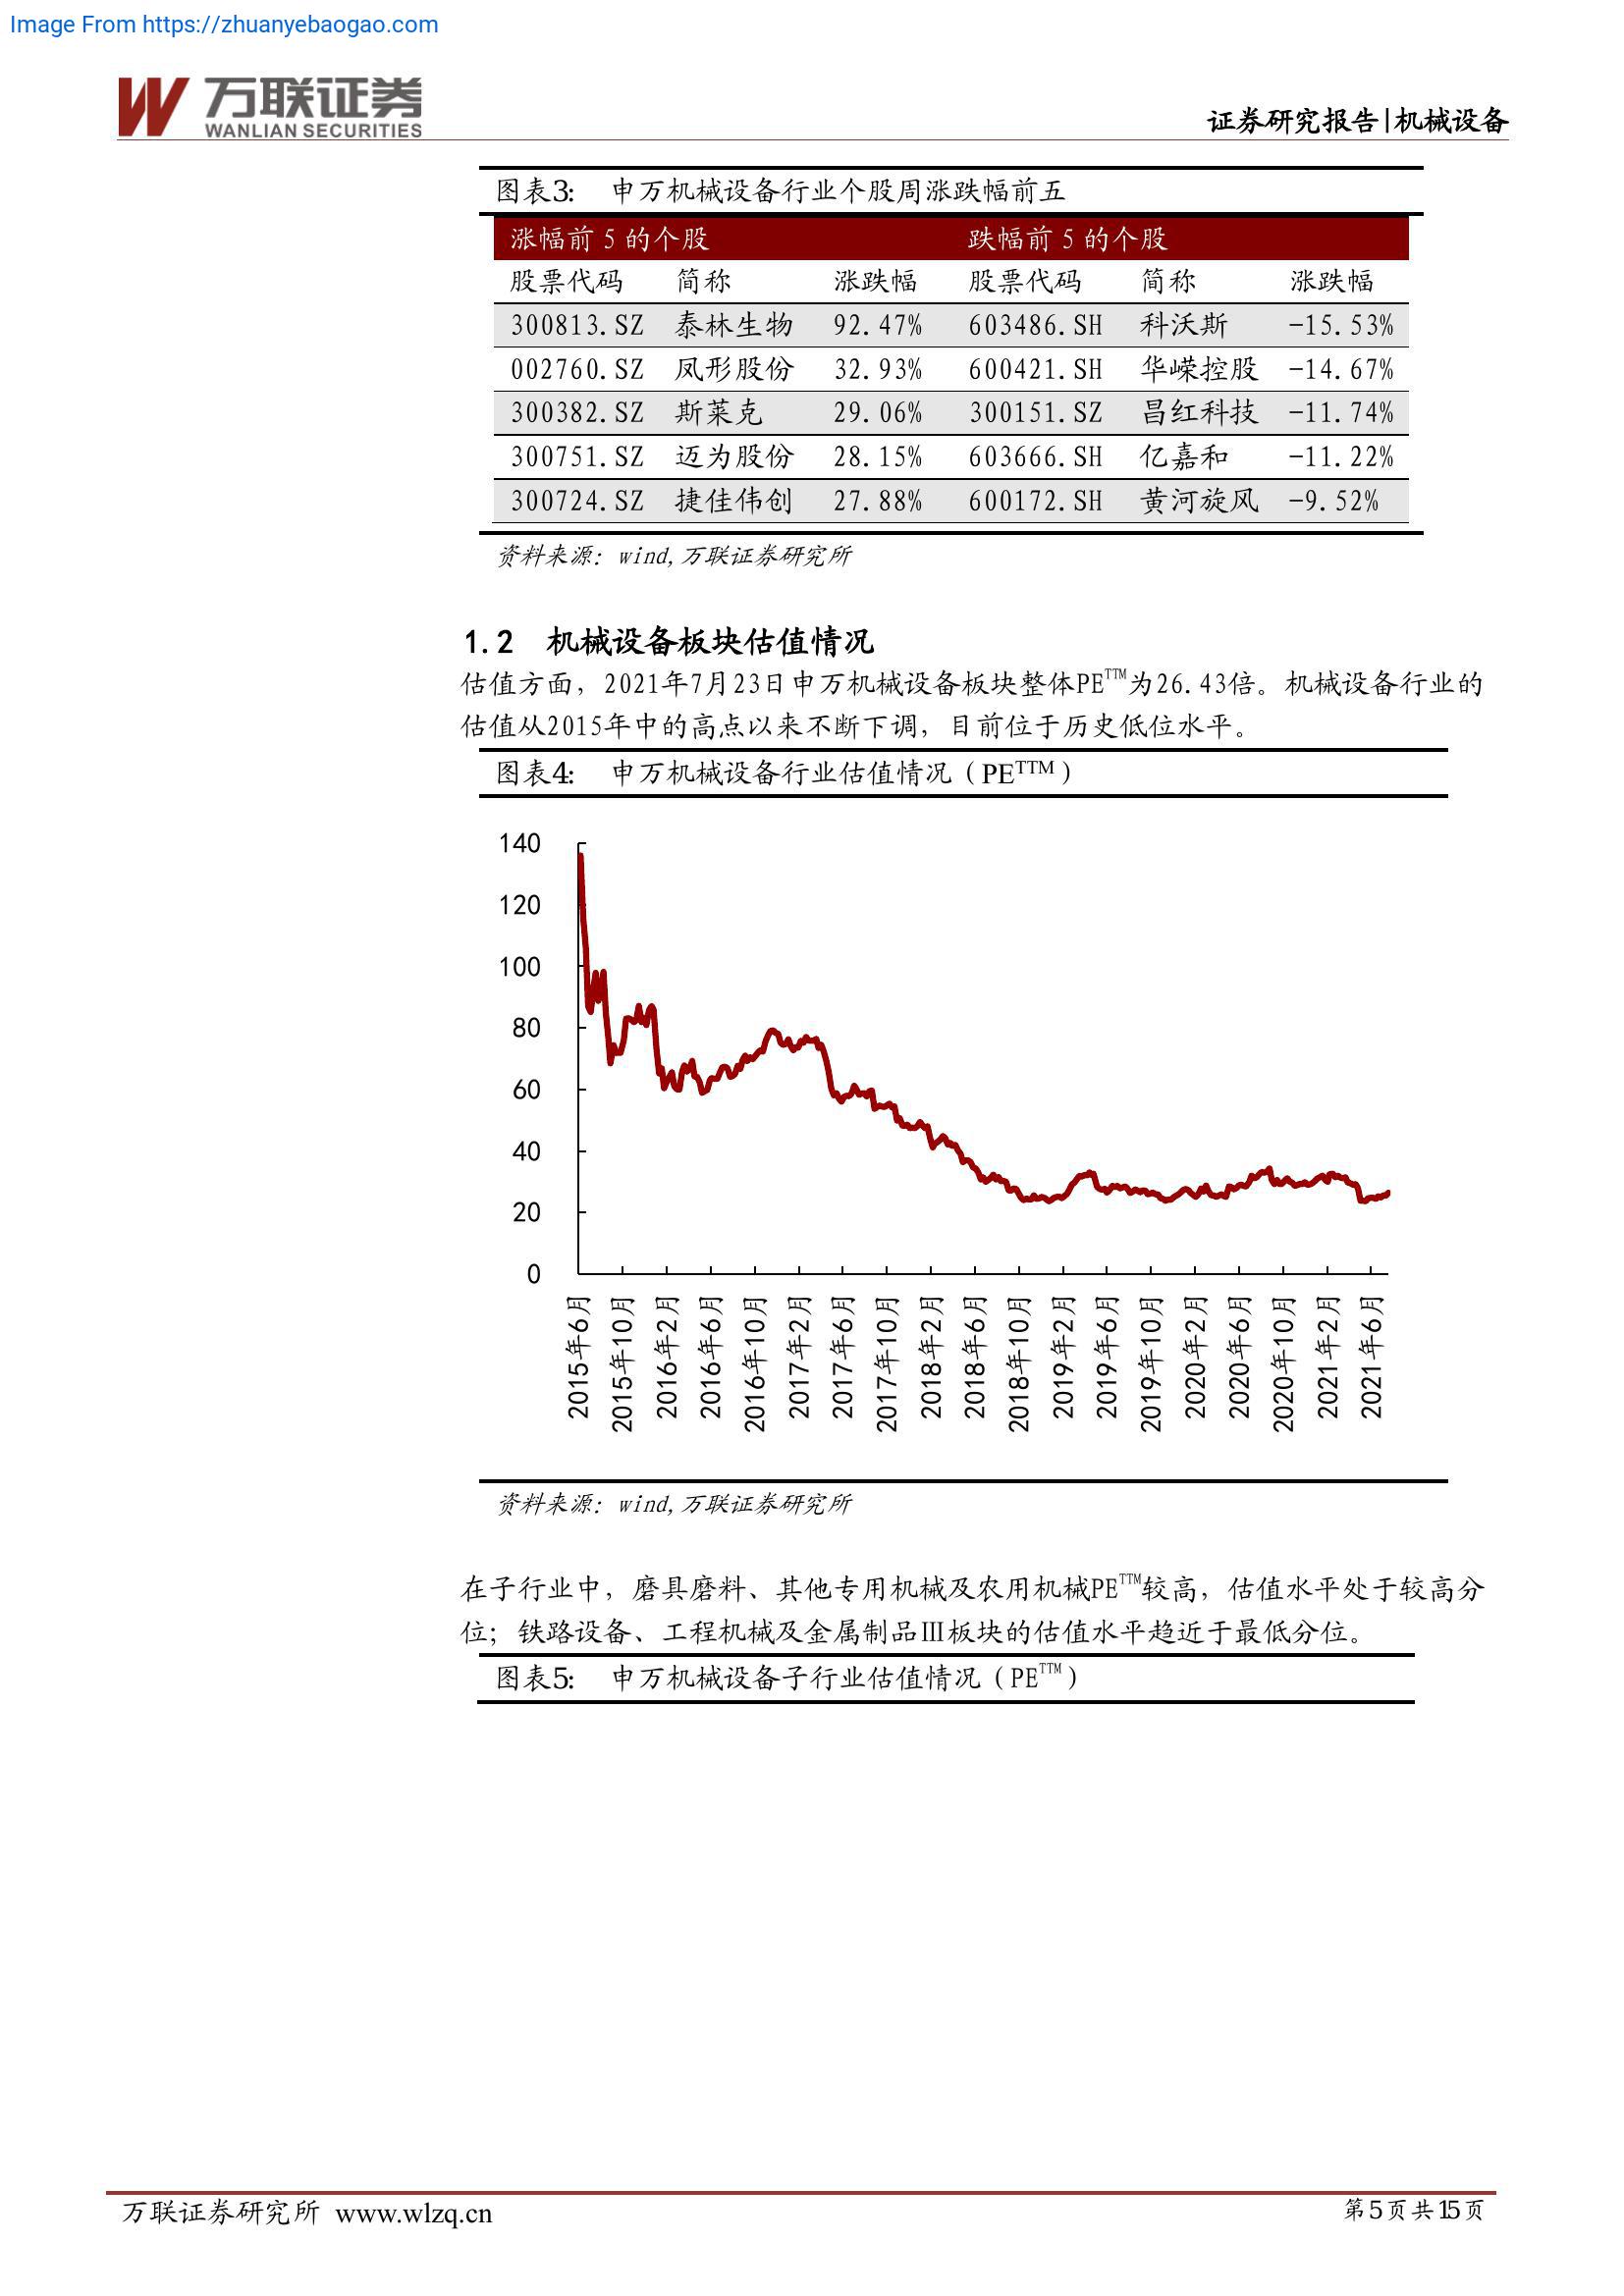 Image From https://zhuanyebaogao.com
万联证券
WANLIAN SECURITIES
证券研究报告|机械设备
图表3: 申万机械设备行业个股周涨跌幅前五
涨幅前 5 的个股 跌幅前 5 的个股
股票代码 简称 涨跌幅 股票代码 简称 涨跌幅
300813.SZ 泰林生物 92.47% 603486.SH 科沃斯 -15.53%
002760.SZ 凤形股份 32.93% 600421.SH 华嵘控股 -14.67%
300382.SZ 斯莱克 29.06% 300151.SZ 昌红科技 -11.74%
300751.SZ 迈为股份 28.15% 603666.SH 亿嘉和 -11.22%
300724.SZ 捷佳伟创 27.88% 600172.SH 黄河旋风 -9.52%
资料来源：wind,万联证券研究所
1.2 机械设备板块估值情况
估值方面，2021年7月23日申万机械设备板块整体PETTM为26.43倍。机械设备行业的
估值从2015年中的高点以来不断下调，目前位于历史低位水平。
图表4: 申万机械设备行业估值情况（PETTM）
140
120
100
80
60
40
20
0
2015年6月
2015年10月
2016年2月
2016年6月
2016年10月
2017年2月
2017年6月
2017年10月
2018年2月
2018年6月
2018年10月
2019年2月
2019年6月
2019年10月
2020年2月
2020年6月
2020年10月
2021年2月
2021年6月
资料来源：wind,万联证券研究所
在子行业中，磨具磨料、其他专用机械及农用机械PETTM较高，估值水平处于较高分
位；铁路设备、工程机械及金属制品Ⅲ板块的估值水平趋近于最低分位。
图表5: 申万机械设备子行业估值情况（PETTM）
万联证券研究所 www.wlzq.cn
第5页共15页